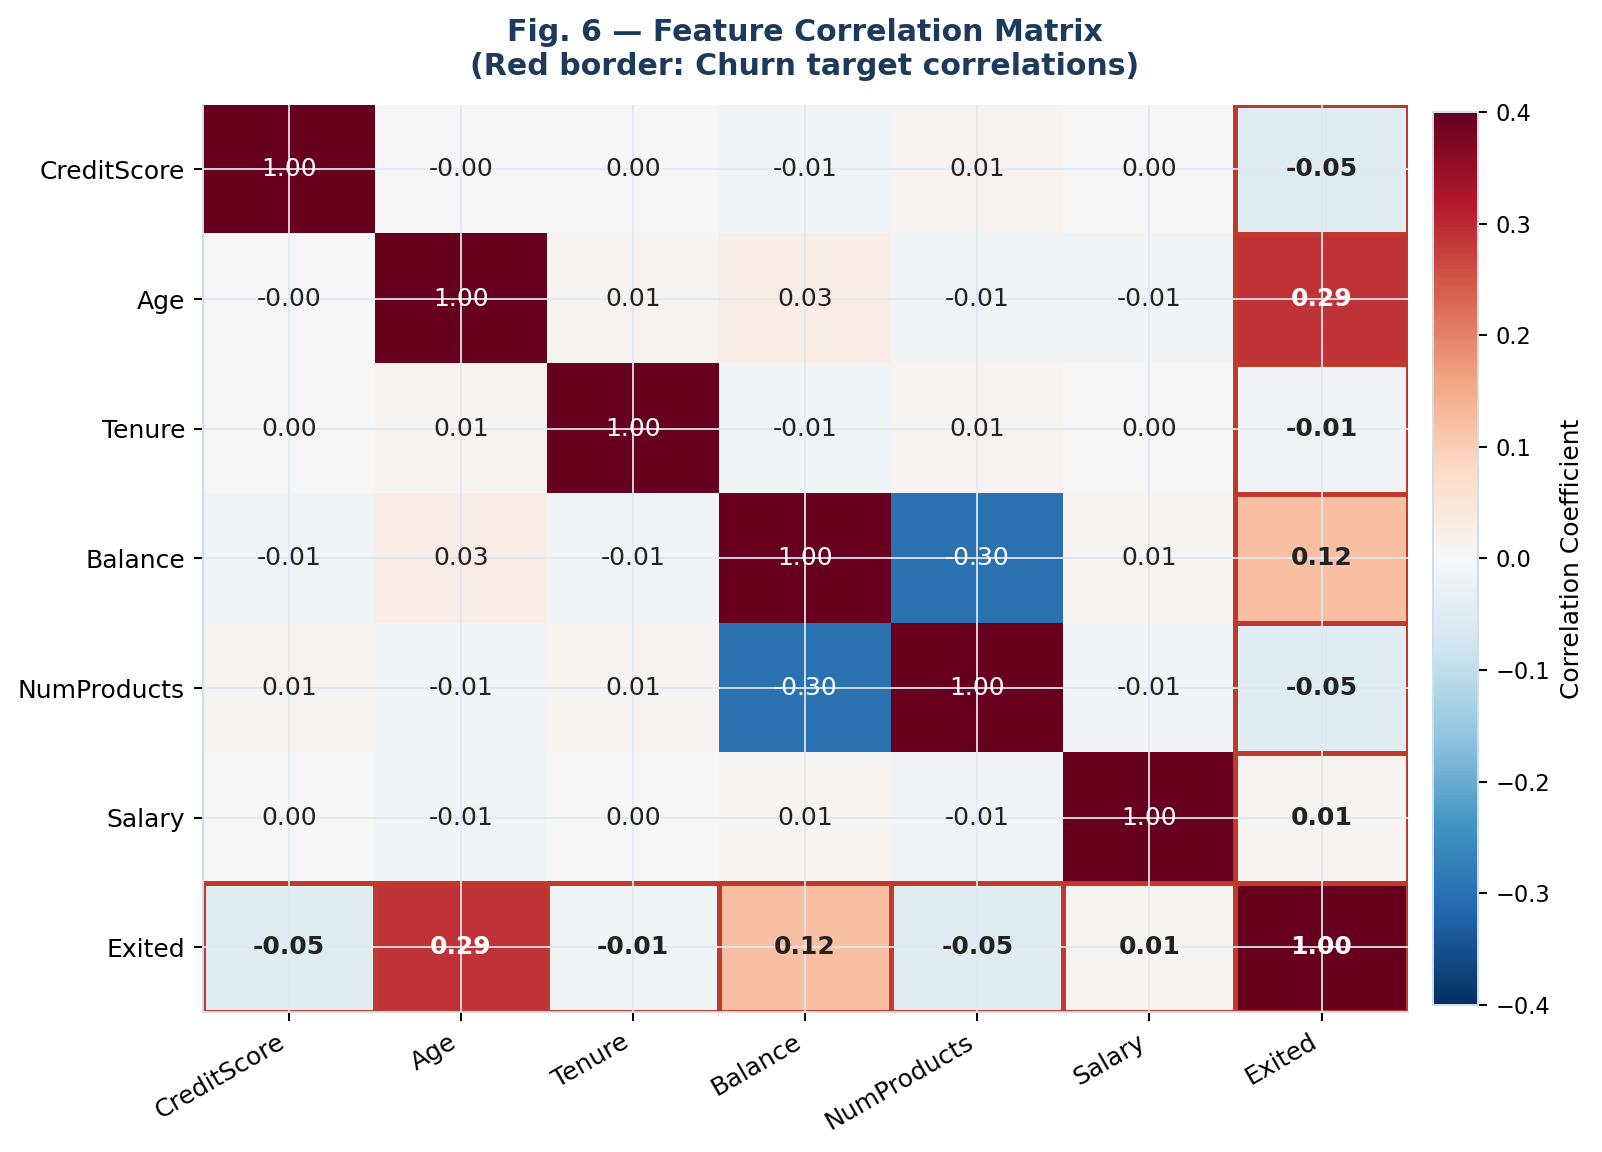 Fig. 6 — Feature Correlation Matrix
(Red border: Churn target correlations)
CreditScore 1.00 -0.00 0.00 -0.01 0.01 0.00 -0.05
Age -0.00 1.00 0.01 0.03 -0.01 -0.01 0.29
Tenure 0.00 0.01 1.00 -0.01 0.01 0.00 -0.01
Balance -0.01 0.03 -0.01 1.00 -0.30 0.01 0.12
NumProducts 0.01 -0.01 0.01 -0.30 1.00 -0.01 -0.05
Salary 0.00 -0.01 0.00 0.01 -0.01 1.00 0.01
Exited -0.05 0.29 -0.01 0.12 -0.05 0.01 1.00
CreditScore Age Tenure Balance NumProducts Salary Exited
0.4
0.3
0.2
0.1
0.0
−0.1
−0.2
−0.3
−0.4
Correlation Coefficient